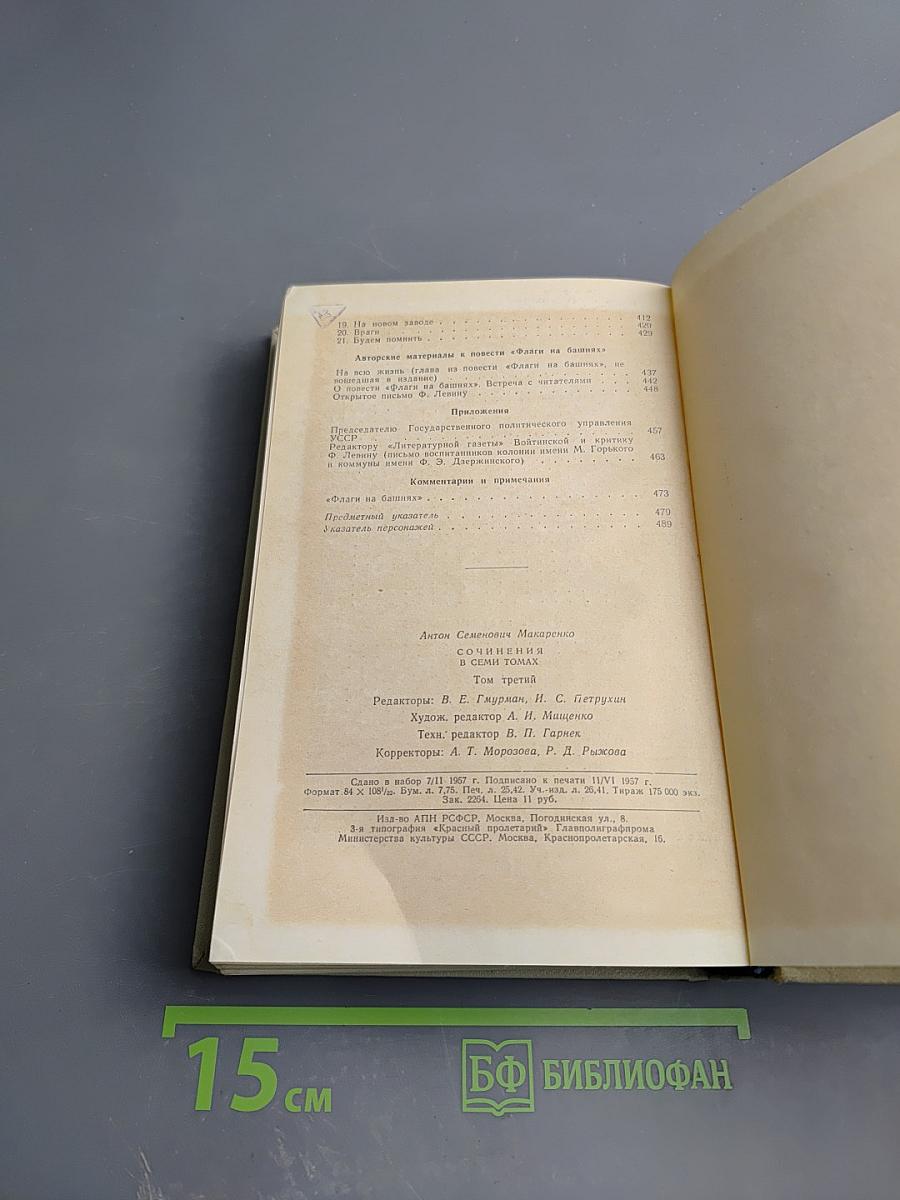 19. На новом заводе . . . 412
20. Враги . . . 420
21. Будем помнить . . . 429
Авторские материалы к повести «Флаги на башнях»
На всю жизнь (глава из повести «Флаги на башнях», не
вошедшая в издание) . . . 437
О повести «Флаги на башнях». Встреча с читателями . . . 442
Открытое письмо Ф. Левину . . . 448
Приложения
Председателю Государственного политического управления
УССР . . . 457
Редактору «Литературной газеты» Войтинской и критику
Ф. Левину (письмо воспитанников колонии имени М. Горького
и коммуны имени Ф. Э. Дзержинского) . . . 463
Комментарии и примечания
«Флаги на башнях» . . . 473
Предметный указатель . . . 479
Указатель персонажей . . . 489
Антон Семенович Макаренко
СОЧИНЕНИЯ
В СЕМИ ТОМАХ
Том третий
Редакторы: В. Е. Гмурман, И. С. Петрухин
Худож. редактор А. И. Мищенко
Техн. редактор В. П. Гарнек
Корректоры: А. Т. Морозова, Р. Д. Рыжова
Сдано в набор 7/II 1957 г. Подписано к печати 11/VI 1957 г.
Формат 84 × 108¹/₃₂. Бум. л. 7,75. Печ. л. 25,42. Уч.-изд. л. 26,41. Тираж 175 000 экз.
Зак. 2264. Цена 11 руб.
Изд-во АПН РСФСР, Москва, Погодинская ул., 8.
3-я типография «Красный пролетарий» Главполиграфпрома
Министерства культуры СССР. Москва, Краснопролетарская, 16.
15 см
БФ БИБЛИОФАН